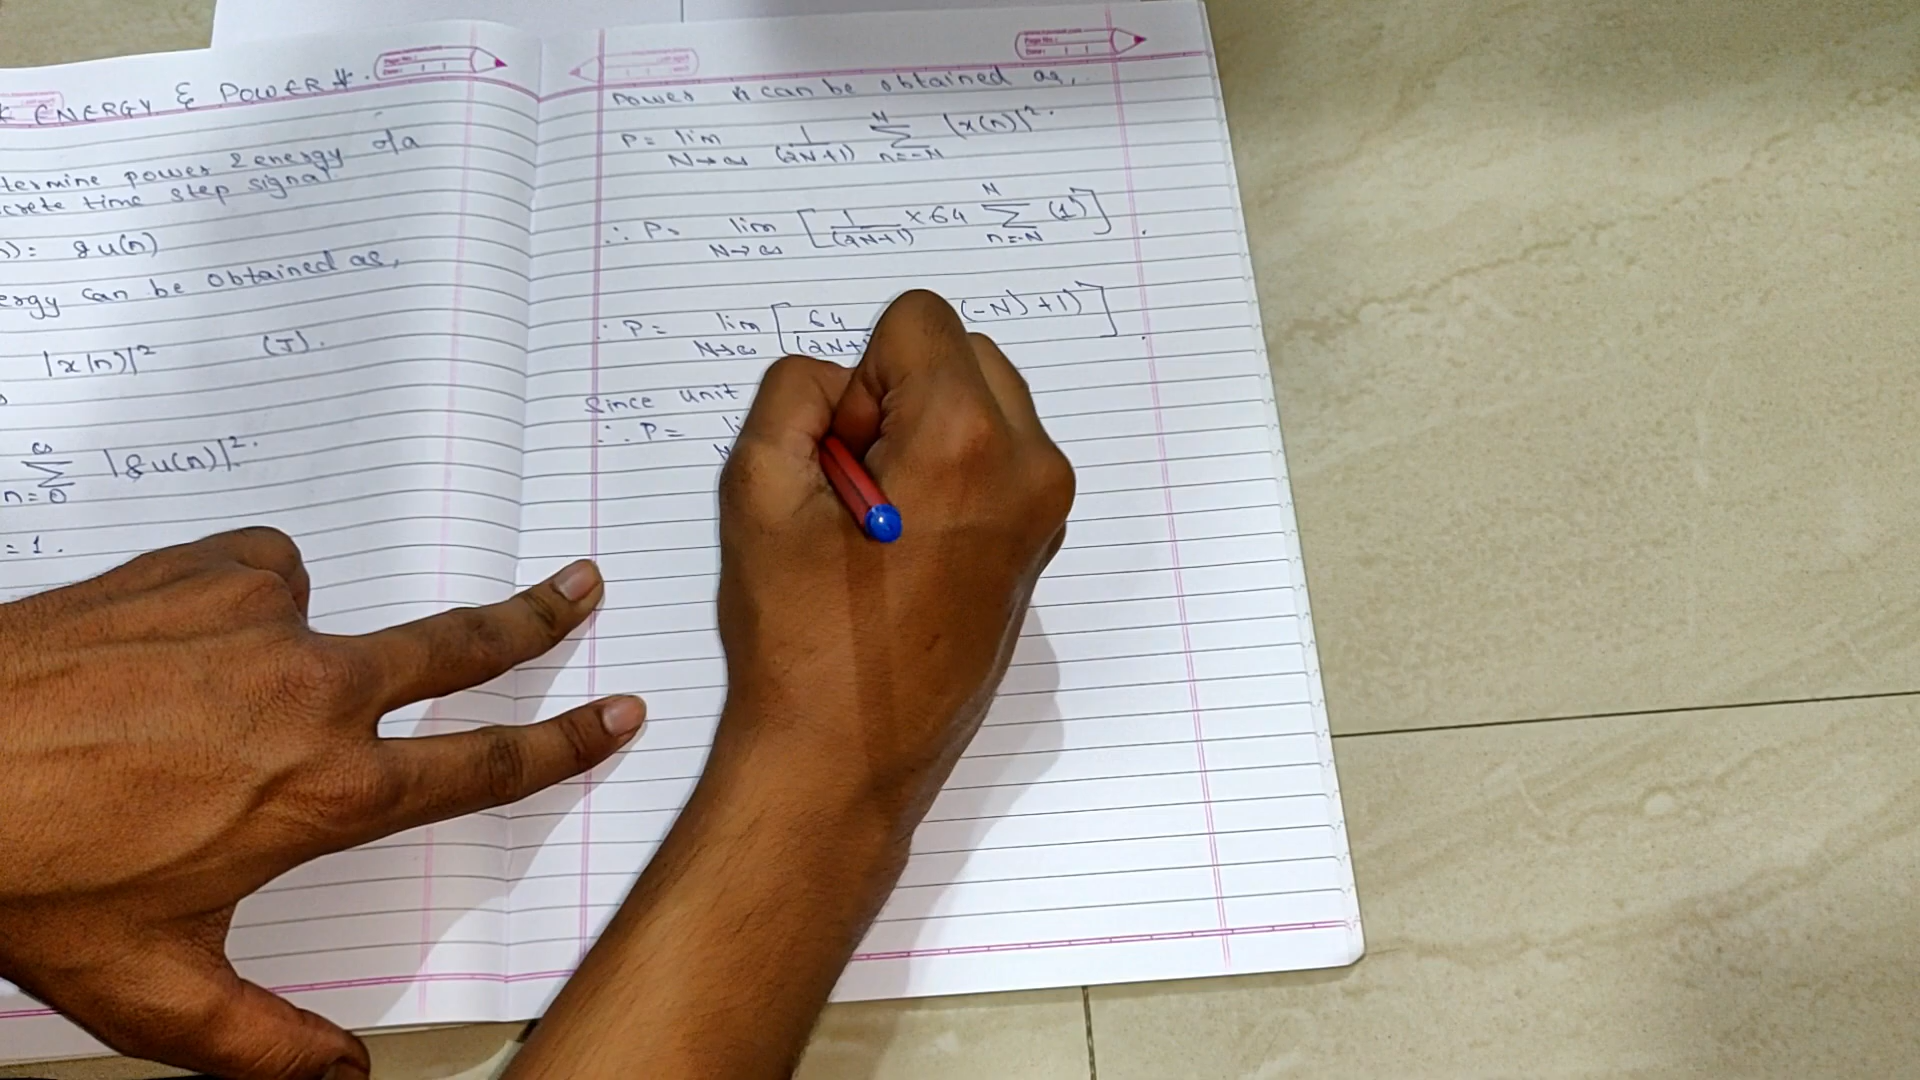 ENERGY & POWER #.
termine power & energy of a
crete time step signal.
): 8u(n)
ergy can be obtained as,
|x(n)|² (J).
∞
∑ |8u(n)|².
n=0
= 1.
Power can be obtained as,
P= lim 1/(2N+1) ∑ |x(n)|².
N→∞ n=-N N
∴ P= lim [1/(2N+1) ×64 ∑ (1)]
N→∞ n=-N N
∴ P= lim [64/(2N+1) (-N)+1)]
N→∞
Since unit
∴ P=